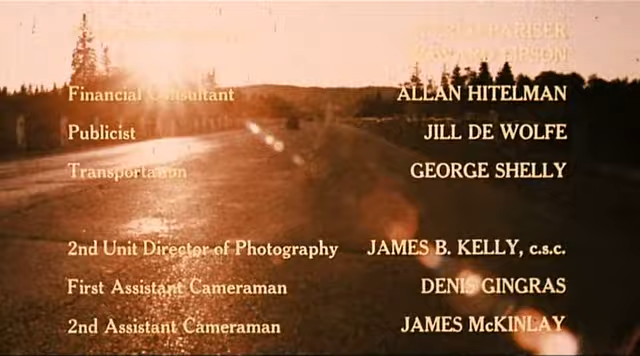 Financial Consultant ALLAN HITELMAN
Publicist JILL DE WOLFE
Transportation GEORGE SHELLY
2nd Unit Director of Photography JAMES B. KELLY, c.s.c.
First Assistant Cameraman DENIS GINGRAS
2nd Assistant Cameraman JAMES McKINLAY